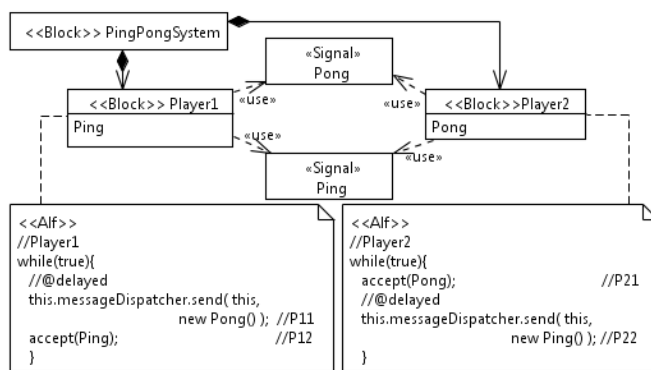 <<Block>> PingPongSystem
«Signal»
Pong
<<Block>> Player1
Ping
«use»
«use»
<<Block>>Player2
Pong
«use»
«use»
«Signal»
Ping
<<Alf>>
//Player1
while(true){
//@delayed
this.messageDispatcher.send( this,
new Pong() ); //P11
accept(Ping); //P12
}
<<Alf>>
//Player2
while(true){
accept(Pong); //P21
//@delayed
this.messageDispatcher.send( this,
new Ping() ); //P22
}